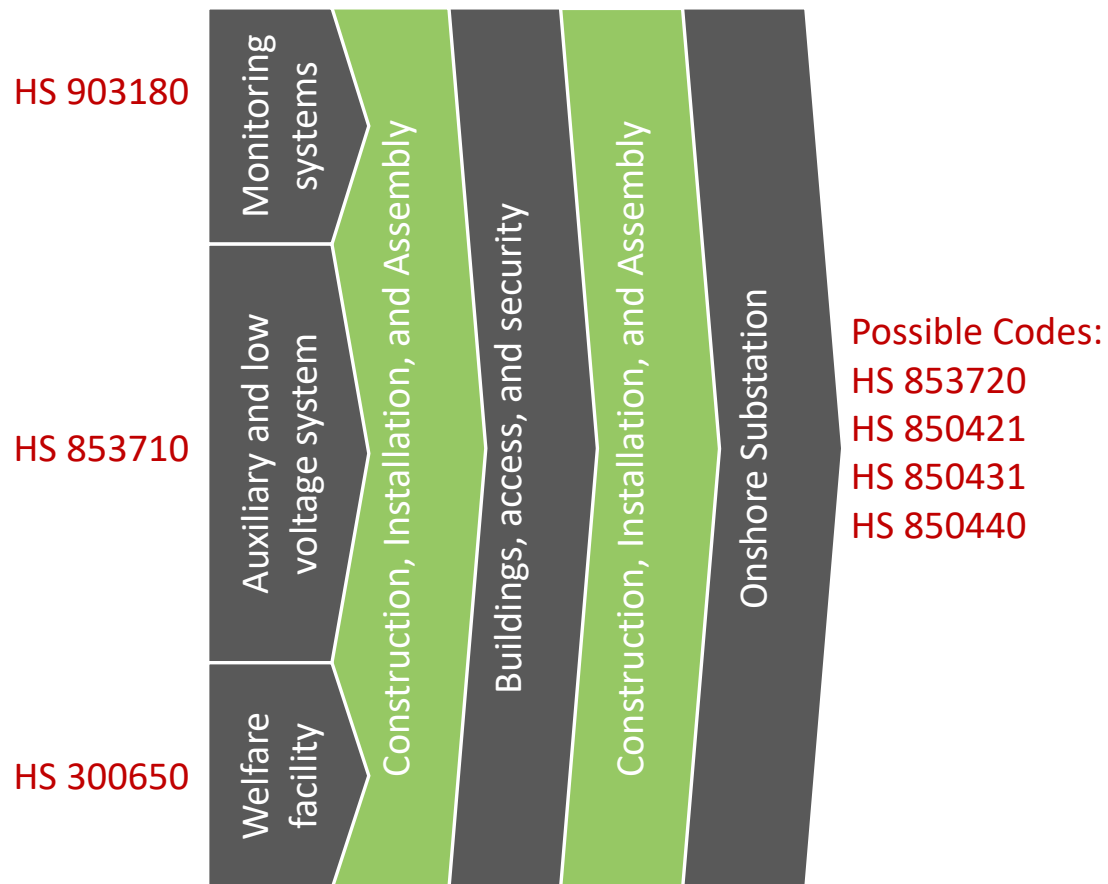 HS 903180
Monitoring
systems
HS 853710
Auxiliary and low
voltage system
HS 300650
Welfare
facility
Construction, Installation, and Assembly
Buildings, access, and security
Construction, Installation, and Assembly
Onshore Substation
Possible Codes:
HS 853720
HS 850421
HS 850431
HS 850440